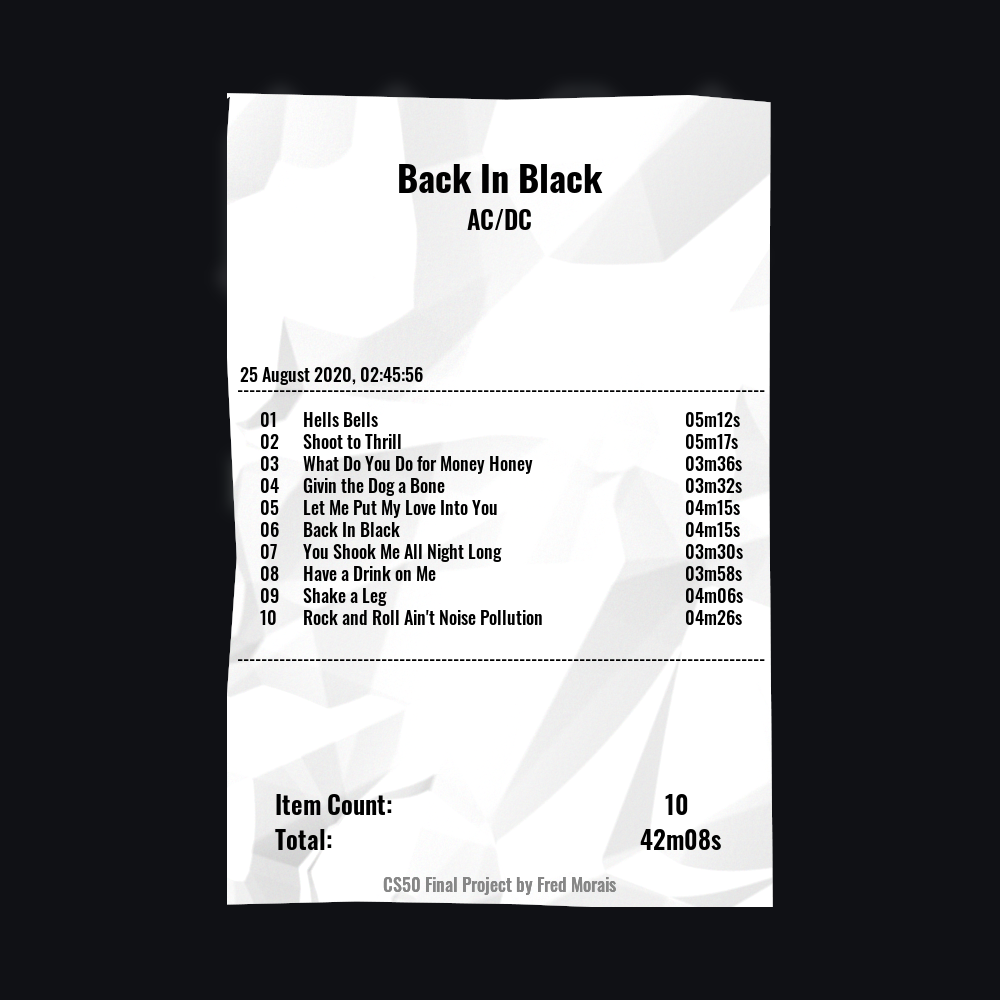 Back In Black
AC/DC
25 August 2020, 02:45:56
01 Hells Bells 05m12s
02 Shoot to Thrill 05m17s
03 What Do You Do for Money Honey 03m36s
04 Givin the Dog a Bone 03m32s
05 Let Me Put My Love Into You 04m15s
06 Back In Black 04m15s
07 You Shook Me All Night Long 03m30s
08 Have a Drink on Me 03m58s
09 Shake a Leg 04m06s
10 Rock and Roll Ain't Noise Pollution 04m26s
Item Count: 10
Total: 42m08s
CS50 Final Project by Fred Morais